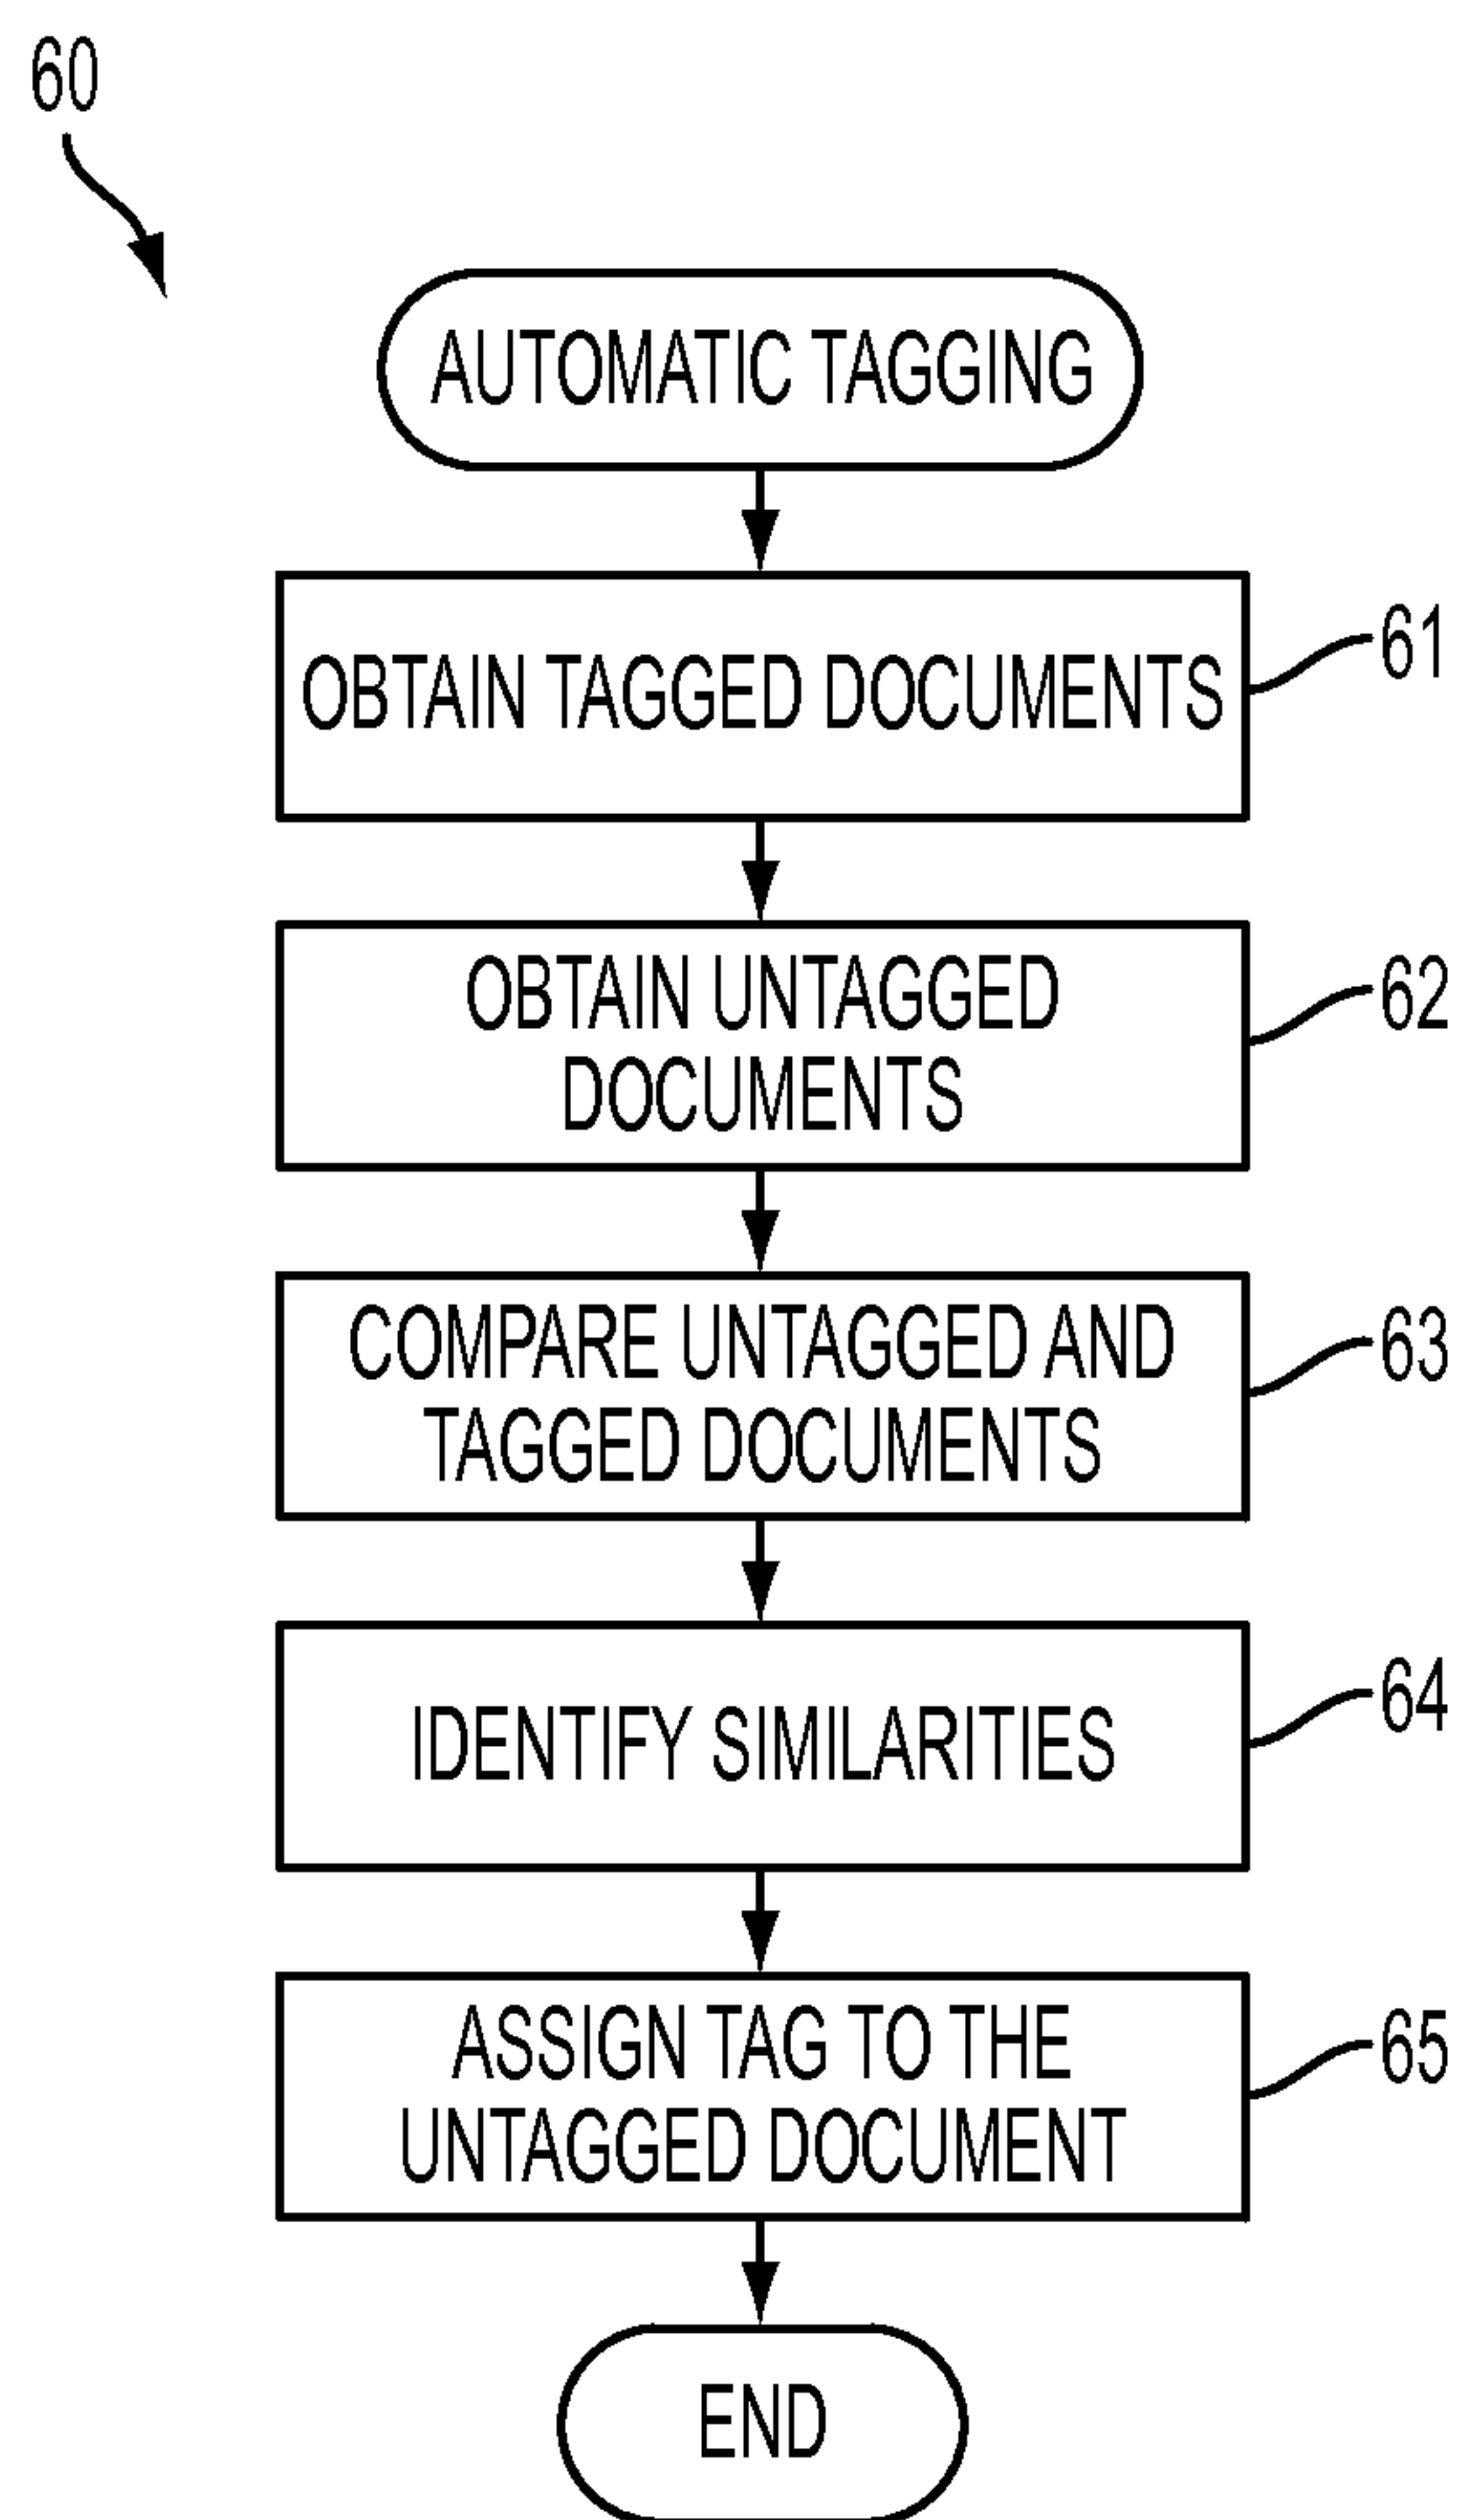 60
AUTOMATIC TAGGING
OBTAIN TAGGED DOCUMENTS
61
OBTAIN UNTAGGED
DOCUMENTS
62
COMPARE UNTAGGED AND
TAGGED DOCUMENTS
63
IDENTIFY SIMILARITIES
64
ASSIGN TAG TO THE
UNTAGGED DOCUMENT
65
END